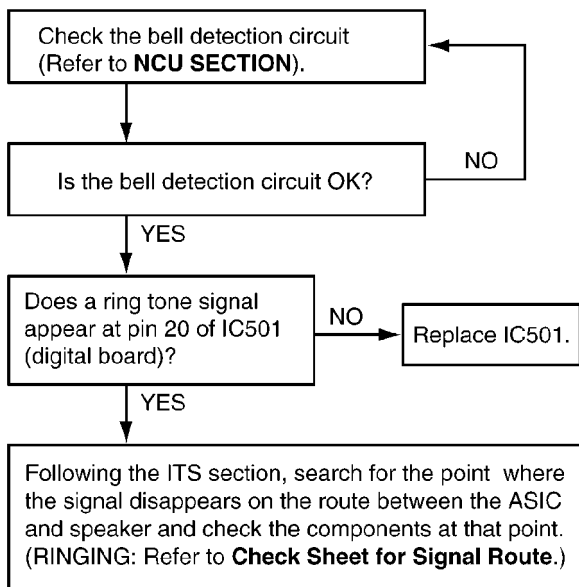 Check the bell detection circuit
(Refer to NCU SECTION).
Is the bell detection circuit OK?
NO
YES
Does a ring tone signal
appear at pin 20 of IC501
(digital board)?
NO
Replace IC501.
YES
Following the ITS section, search for the point where
the signal disappears on the route between the ASIC
and speaker and check the components at that point.
(RINGING: Refer to Check Sheet for Signal Route.)